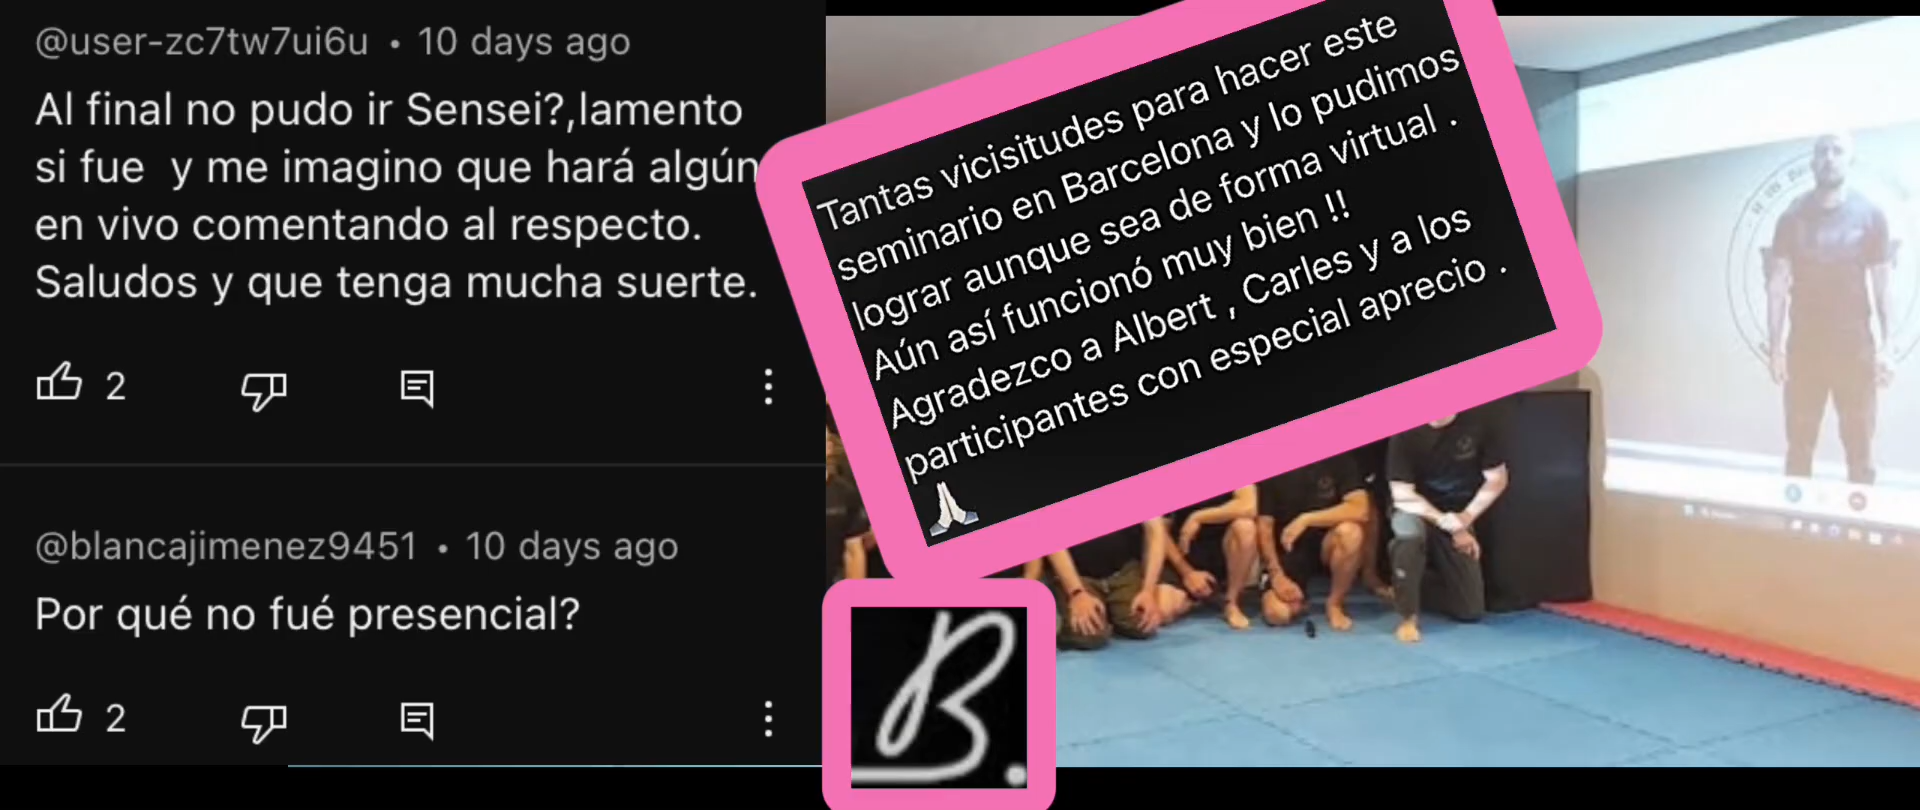 @user-zc7tw7ui6u • 10 days ago
Al final no pudo ir Sensei?,lamento
si fue  y me imagino que hará algún
en vivo comentando al respecto.
Saludos y que tenga mucha suerte.
2
@blancajimenez9451 • 10 days ago
Por qué no fué presencial?
2
Tantas vicisitudes para hacer este
seminario en Barcelona y lo pudimos
lograr aunque sea de forma virtual .
Aún así funcionó muy bien !!
Agradezco a Albert , Carles y a los
participantes con especial aprecio .
🙏🏻
B.